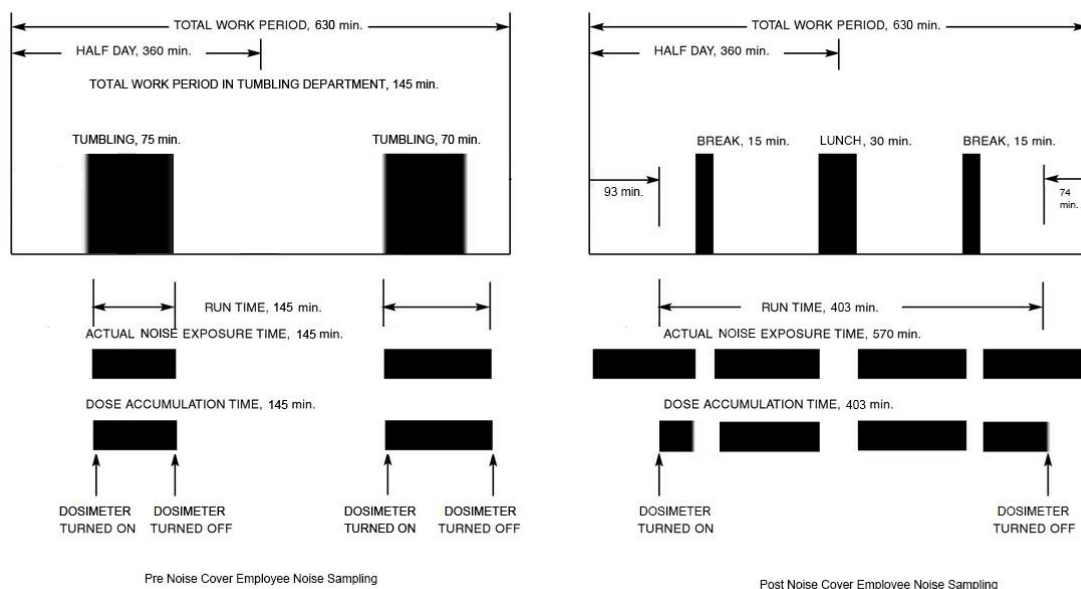 TOTAL WORK PERIOD, 630 min.
HALF DAY, 360 min.
TOTAL WORK PERIOD IN TUMBLING DEPARTMENT, 145 min.
TUMBLING, 75 min.
TUMBLING, 70 min.
RUN TIME, 145 min.
ACTUAL NOISE EXPOSURE TIME, 145 min.
DOSE ACCUMULATION TIME, 145 min.
DOSIMETER
TURNED ON
DOSIMETER
TURNED OFF
DOSIMETER
TURNED ON
DOSIMETER
TURNED OFF
Pre Noise Cover Employee Noise Sampling
TOTAL WORK PERIOD, 630 min.
HALF DAY, 360 min.
BREAK, 15 min.
LUNCH, 30 min.
BREAK, 15 min.
93 min.
74
min.
RUN TIME, 403 min.
ACTUAL NOISE EXPOSURE TIME, 570 min.
DOSE ACCUMULATION TIME, 403 min.
DOSIMETER
TURNED ON
DOSIMETER
TURNED OFF
Post Noise Cover Employee Noise Sampling